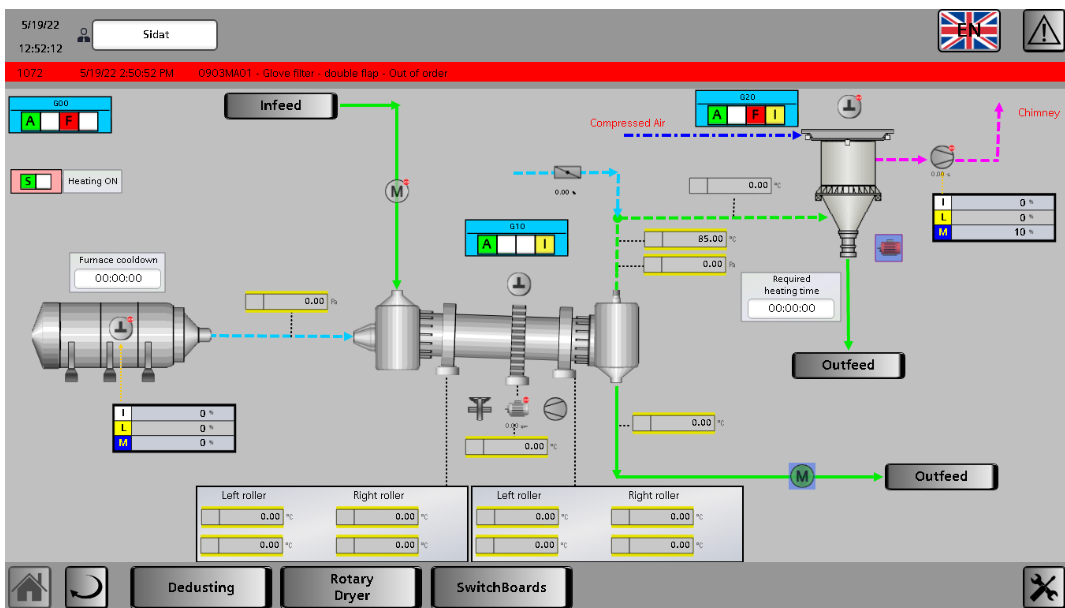 5/19/22
12:52:12
Sidat
EN
1072 5/19/22 2:50:52 PM 0903MA01 - Glove filter - double flap - Out of order
G00
A F
Infeed
G20
A F I
Compressed Air
Chimney
S Heating ON
M
0.00 %
0.00 °C
0.00 %
I 0 %
L 0 %
M 10 %
G10
A I
85.00 °C
0.00 Pa
Furnace cooldown
00:00:00
Required
heating time
00:00:00
0.00 Pa
Outfeed
I 0 %
L 0 %
M 0 %
0.00 °C
0.00 °C
M
Outfeed
Left roller Right roller Left roller Right roller
0.00 °C 0.00 °C 0.00 °C 0.00 °C
0.00 °C 0.00 °C 0.00 °C 0.00 °C
Dedusting
Rotary
Dryer
SwitchBoards